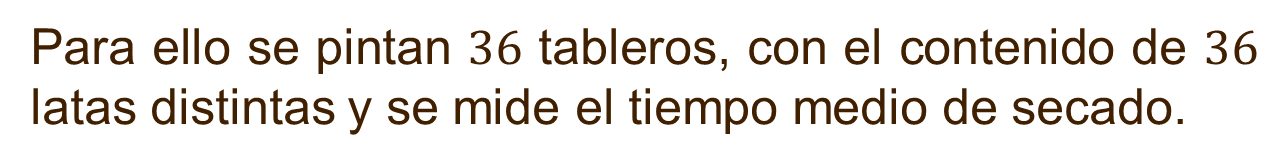 Para ello se pintan 36 tableros, con el contenido de 36
latas distintas y se mide el tiempo medio de secado.